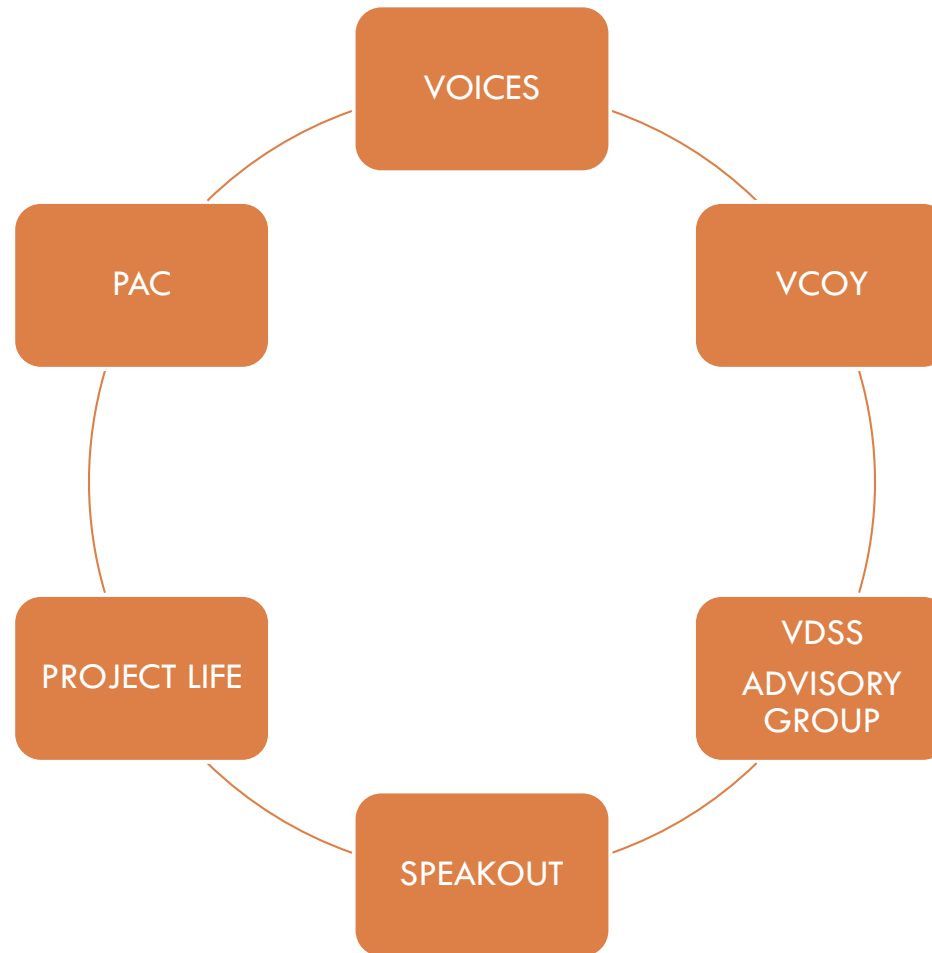 VOICES
VCOY
VDSS
ADVISORY
GROUP
SPEAKOUT
PROJECT LIFE
PAC